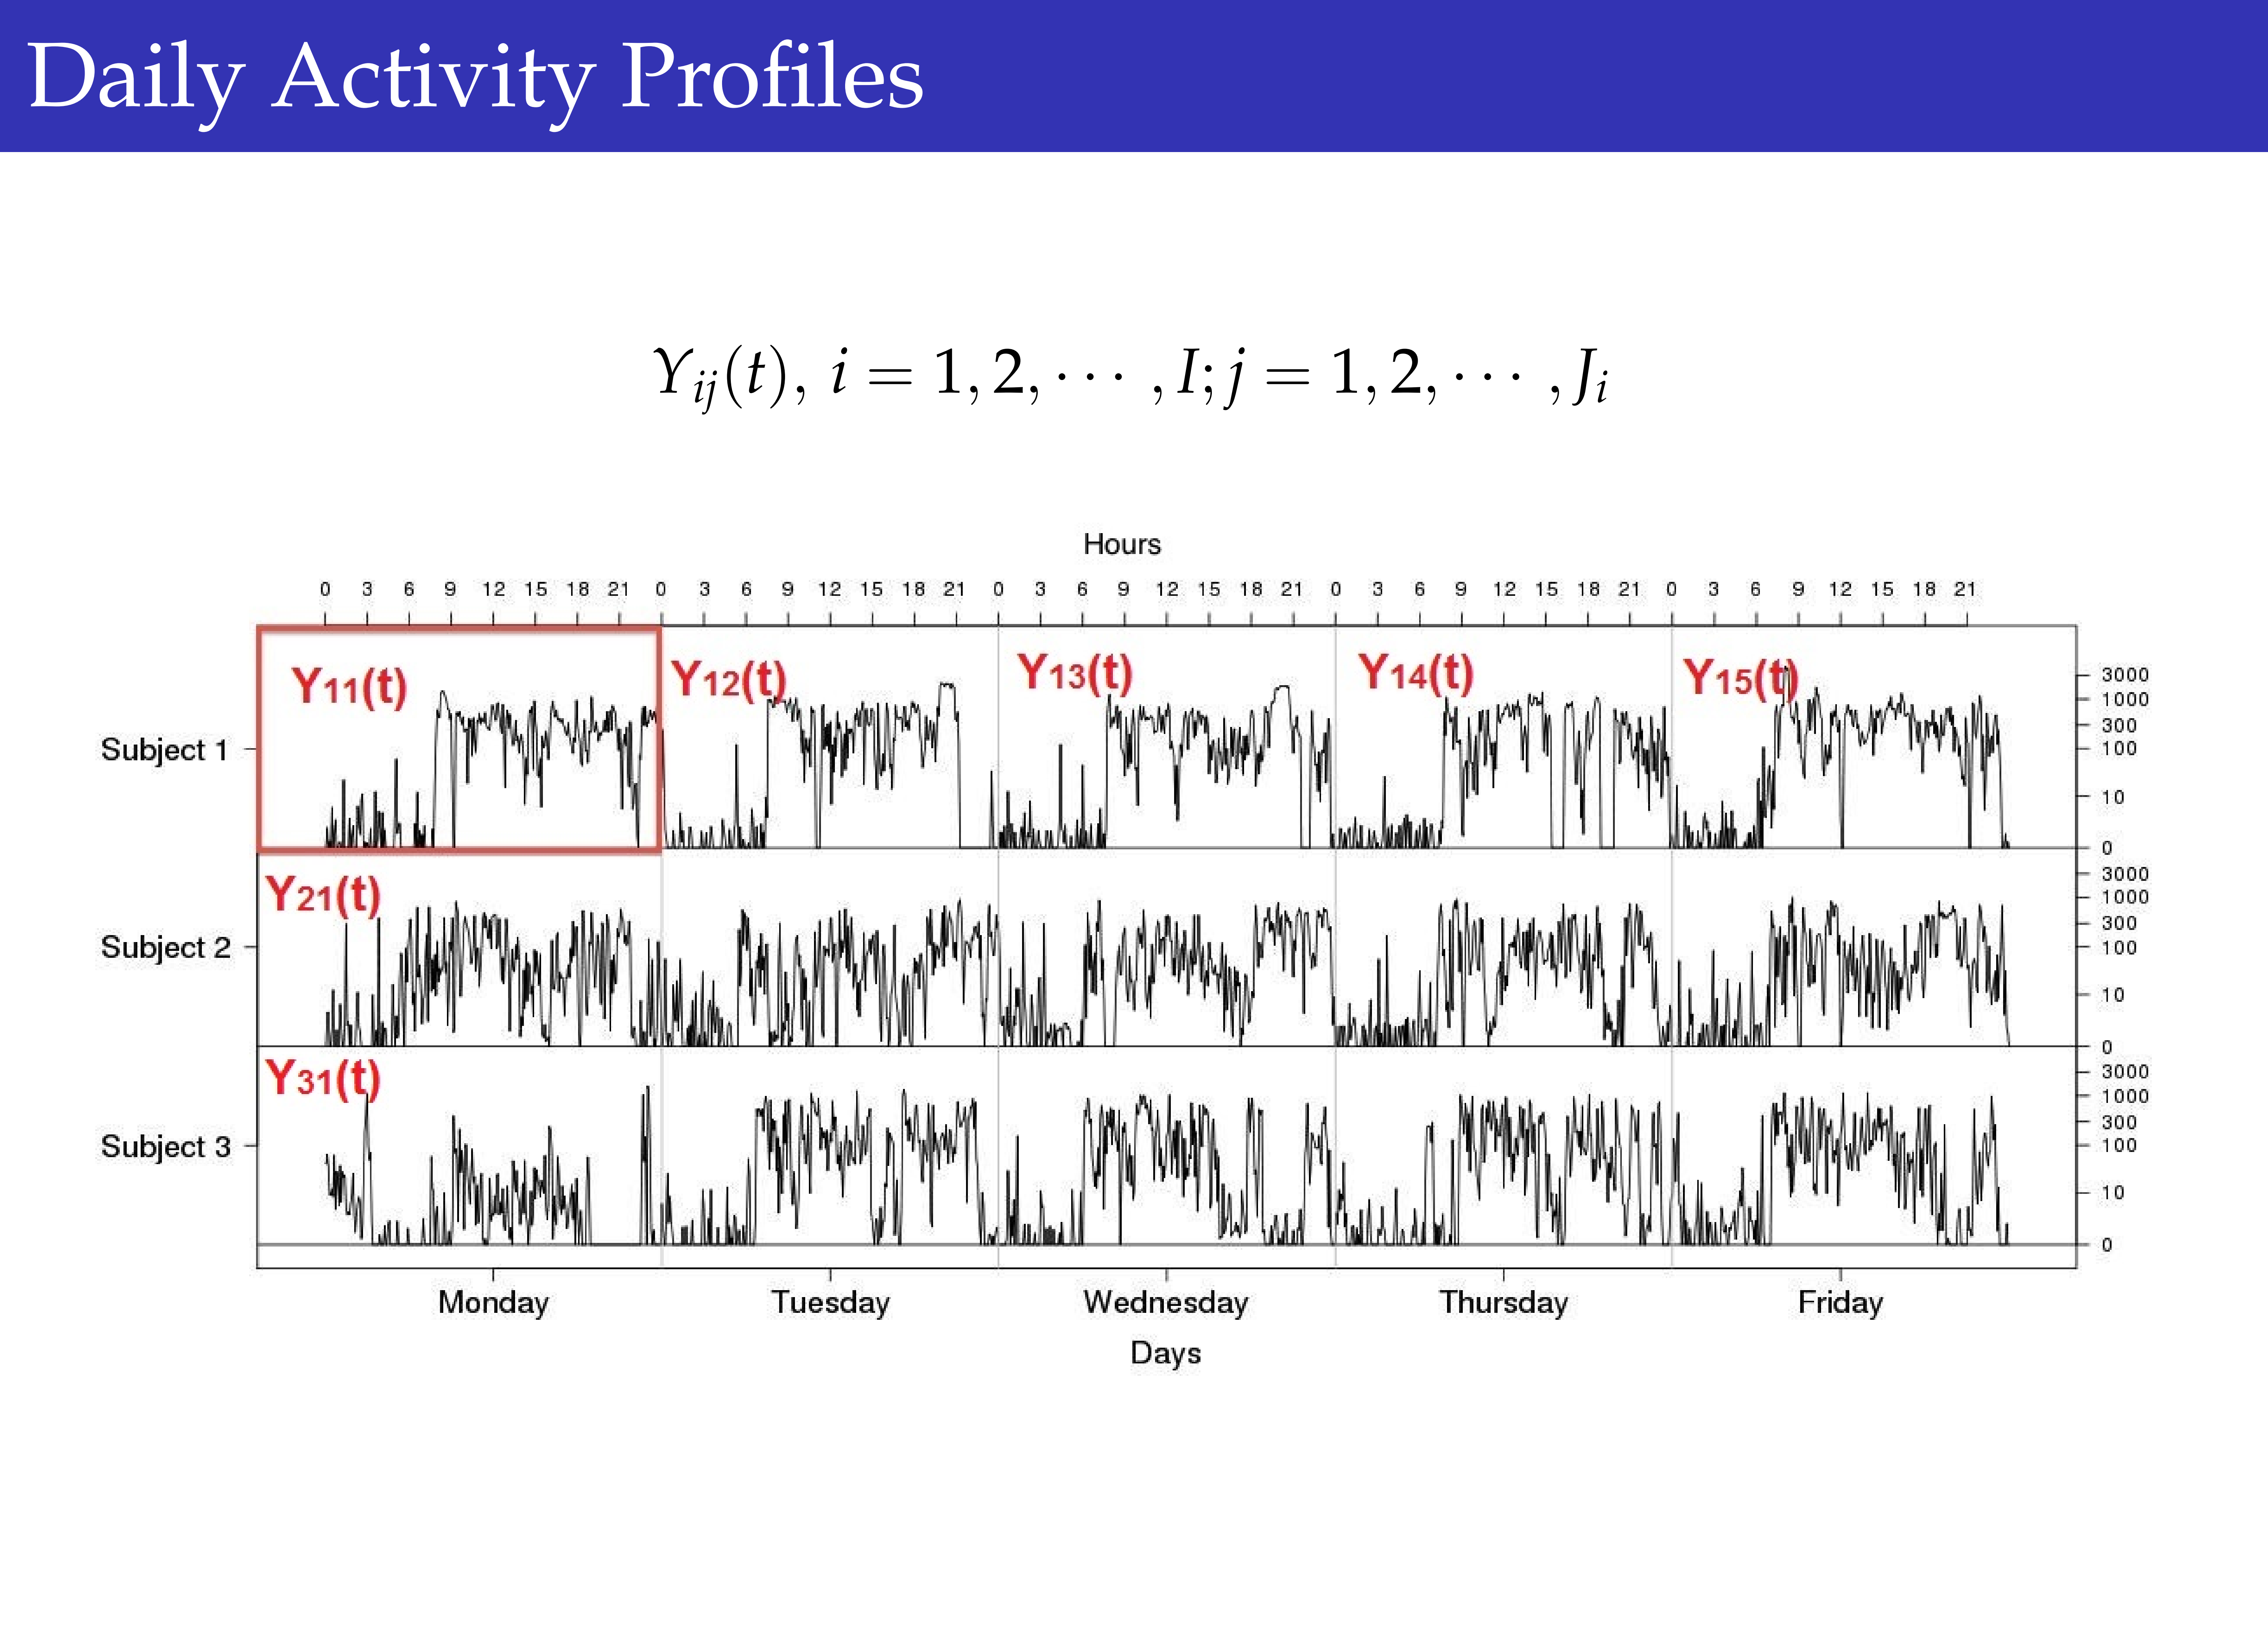 Daily Activity Profiles
Y_{ij}(t), i = 1, 2, ··· , I; j = 1, 2, ··· , J_i
Hours
0 3 6 9 12 15 18 21 0 3 6 9 12 15 18 21 0 3 6 9 12 15 18 21 0 3 6 9 12 15 18 21 0 3 6 9 12 15 18 21
Y11(t) Y12(t) Y13(t) Y14(t) Y15(t)
Subject 1
3000
1000
300
100
10
0
Y21(t)
Subject 2
3000
1000
300
100
10
0
Y31(t)
Subject 3
3000
1000
300
100
10
0
Monday Tuesday Wednesday Thursday Friday
Days